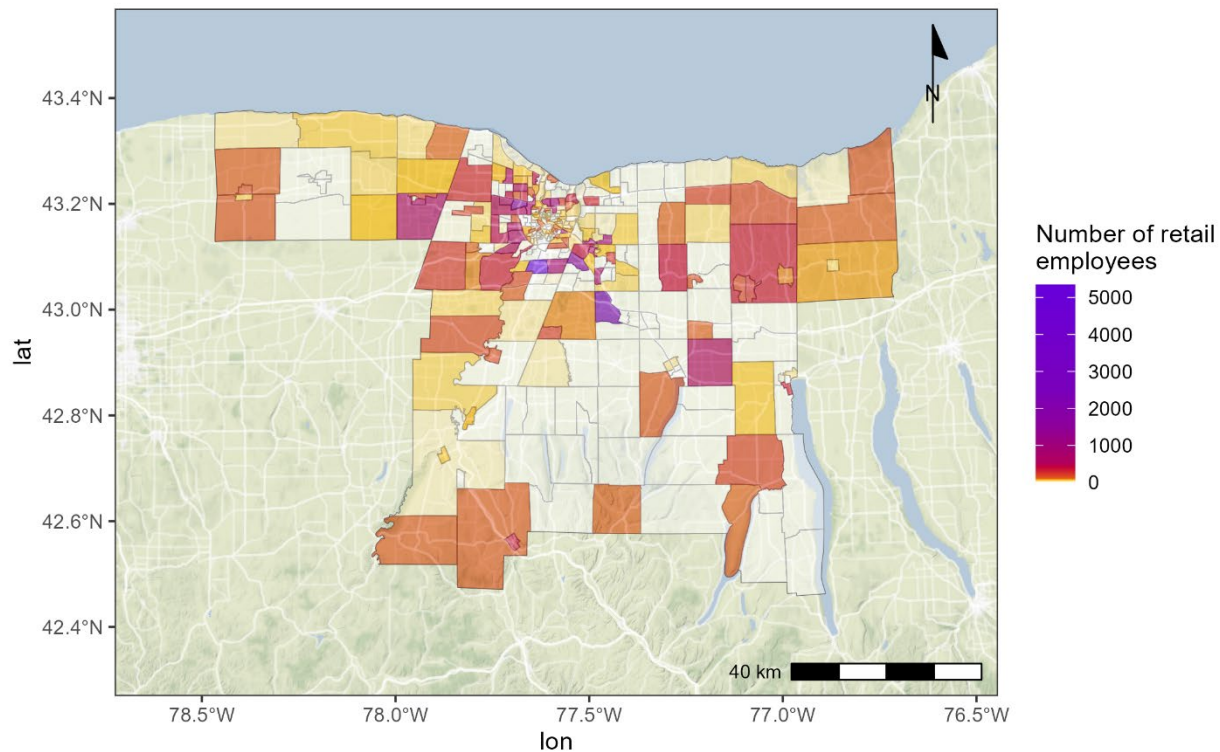 43.4°N
43.2°N
43.0°N
42.8°N
42.6°N
42.4°N
lat
78.5°W
78.0°W
77.5°W
77.0°W
76.5°W
lon
N
40 km
Number of retail
employees
5000
4000
3000
2000
1000
0